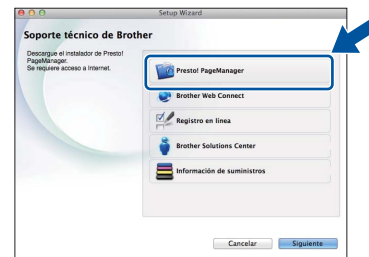 Setup Wizard
Soporte técnico de Brother
Descargue el instalador de Presto!
PageManager.
Se requiere acceso a Internet.
Presto! PageManager
Brother Web Connect
Registro en línea
Brother Solutions Center
Información de suministros
Cancelar
Siguiente